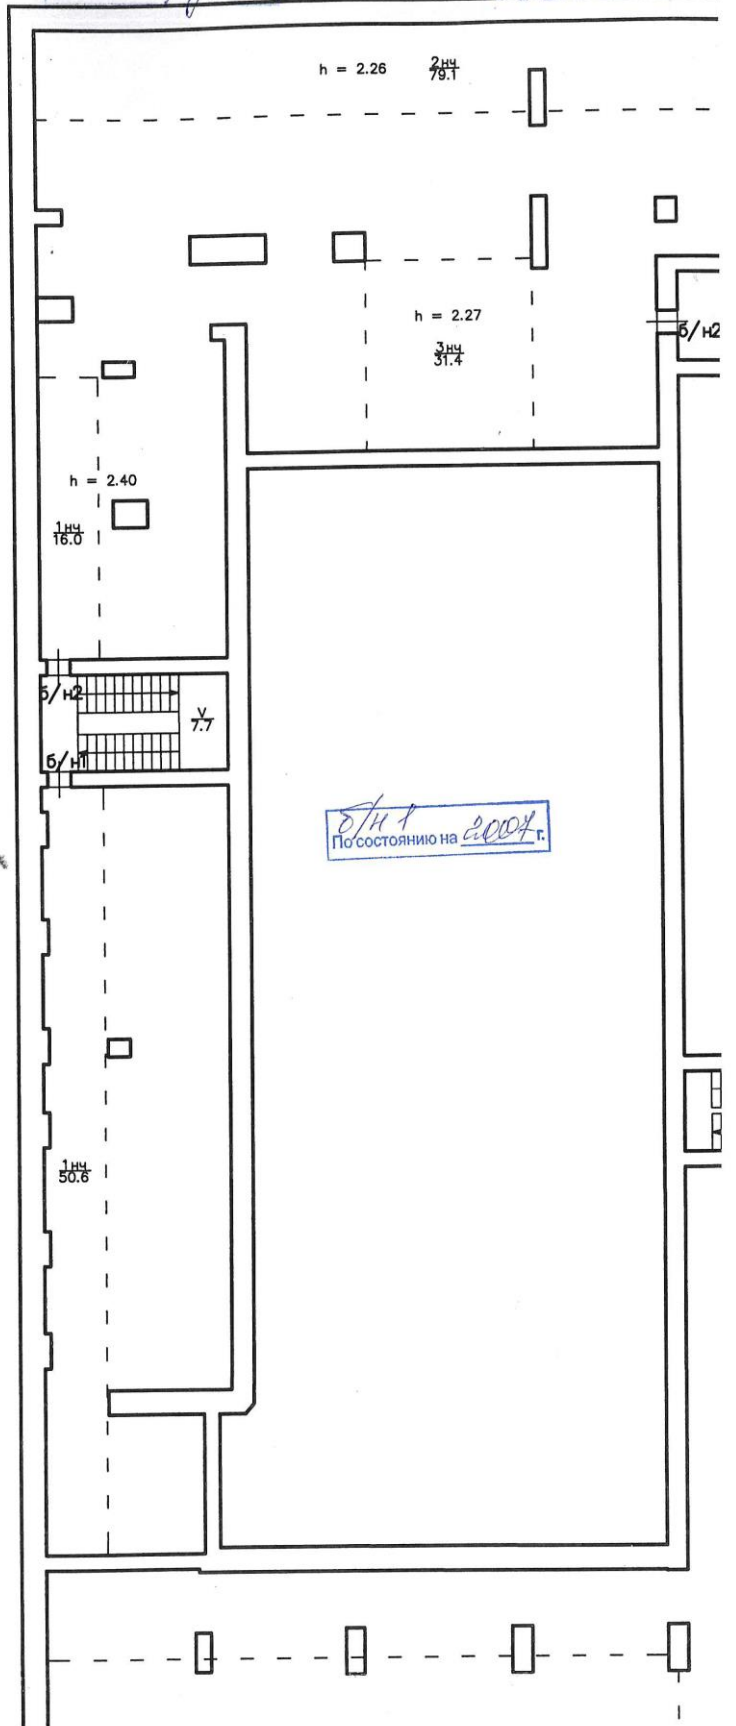 h = 2.26
2нч
79.1
h = 2.27
3нч
31.4
б/н2
h = 2.40
1нч
16.0
б/н2
V
7.7
б/н1
б/н 1
По состоянию на 2007 г.
1нч
50.6